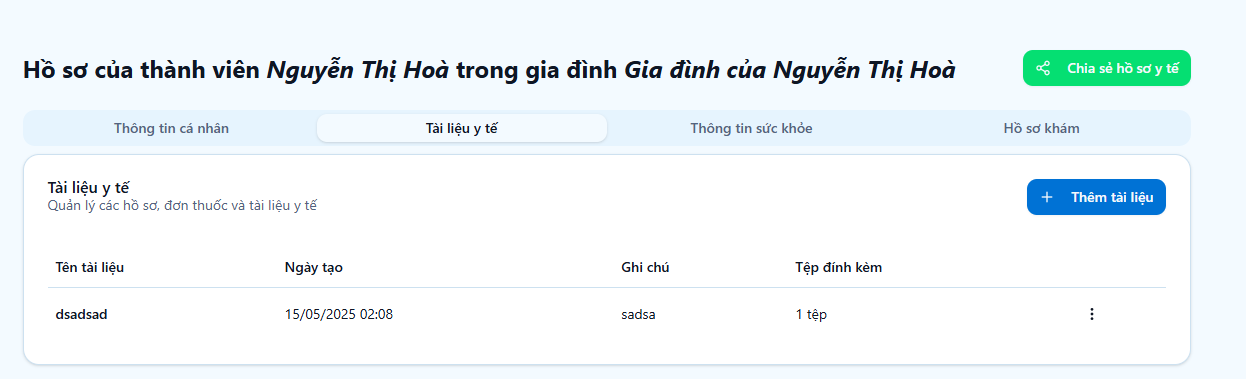 Hồ sơ của thành viên Nguyễn Thị Hoà trong gia đình Gia đình của Nguyễn Thị Hoà
Chia sẻ hồ sơ y tế
Thông tin cá nhân
Tài liệu y tế
Thông tin sức khỏe
Hồ sơ khám
Tài liệu y tế
Quản lý các hồ sơ, đơn thuốc và tài liệu y tế
Thêm tài liệu
Tên tài liệu
Ngày tạo
Ghi chú
Tệp đính kèm
dsadsad
15/05/2025 02:08
sadsa
1 tệp